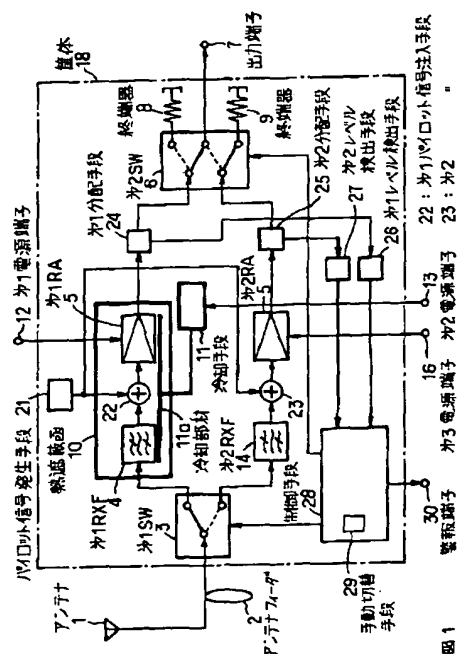 パイロット信号発生手段 21
12 第1電源端子
筐体
18
熱遮蔽函
10
第1RXF
4
22
第1RA
5
11a
冷却部材
11
冷却手段
第1分配手段
24
第2SW
6
終端器
8
終端器
9
7
出力端子
アンテナ
1
アンテナフィーダ
2
第1SW
3
第2RXF
14
23
第2RA
5
25 第2分配手段
27
第2レベル検出手段
26 第1レベル検出手段
制御手段
28
29
手動切替
手段
30
警報端子
16
第3電源端子
13
第2電源端子
22：第1パイロット信号注入手段
23：第2 〃
図1